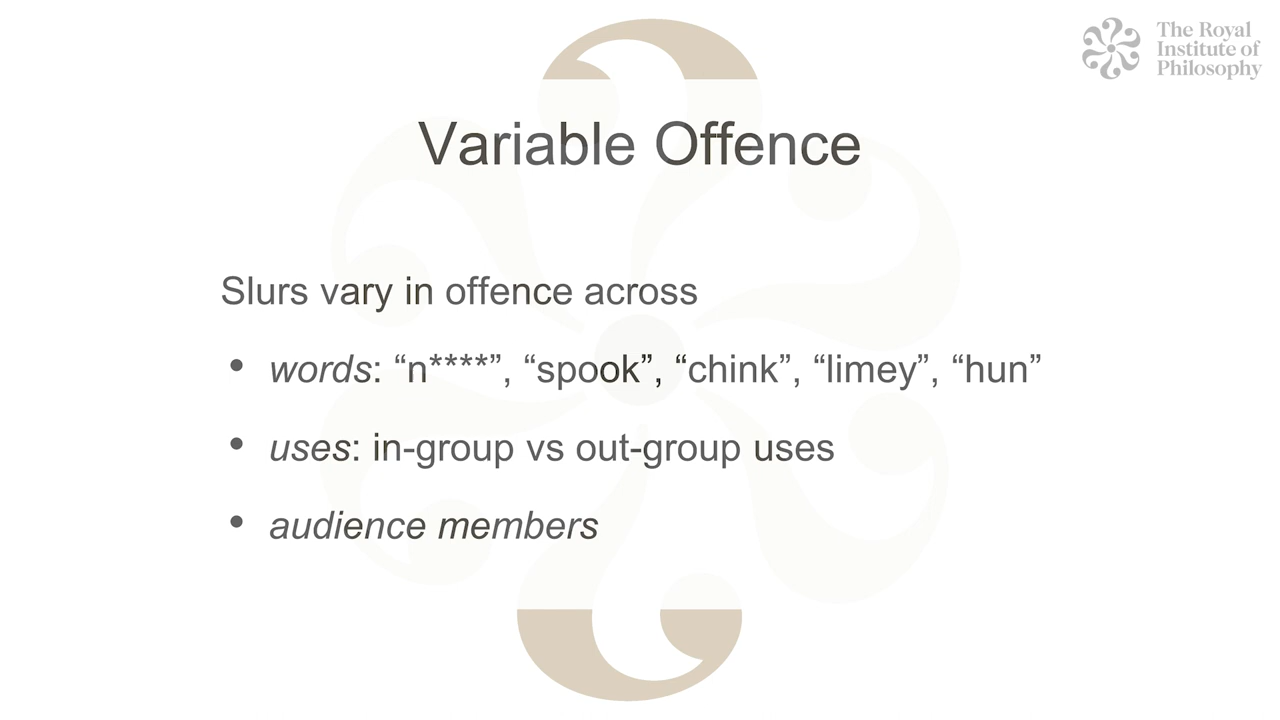 The Royal
Institute of
Philosophy
Variable Offence
Slurs vary in offence across
• words: “n****”, “spook”, “chink”, “limey”, “hun”
• uses: in-group vs out-group uses
• audience members